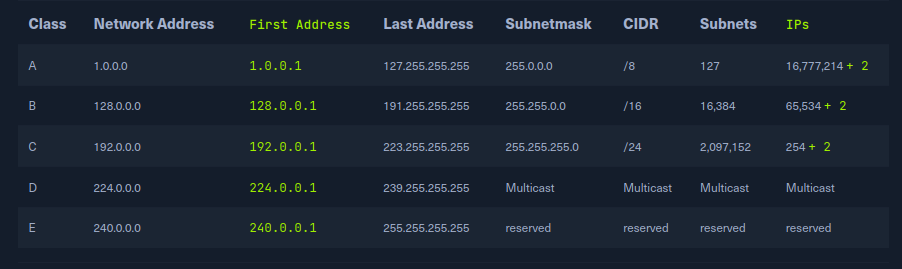 Class Network Address First Address Last Address Subnetmask CIDR Subnets IPs
A 1.0.0.0 1.0.0.1 127.255.255.255 255.0.0.0 /8 127 16,777,214 + 2
B 128.0.0.0 128.0.0.1 191.255.255.255 255.255.0.0 /16 16,384 65,534 + 2
C 192.0.0.0 192.0.0.1 223.255.255.255 255.255.255.0 /24 2,097,152 254 + 2
D 224.0.0.0 224.0.0.1 239.255.255.255 Multicast Multicast Multicast Multicast
E 240.0.0.0 240.0.0.1 255.255.255.255 reserved reserved reserved reserved